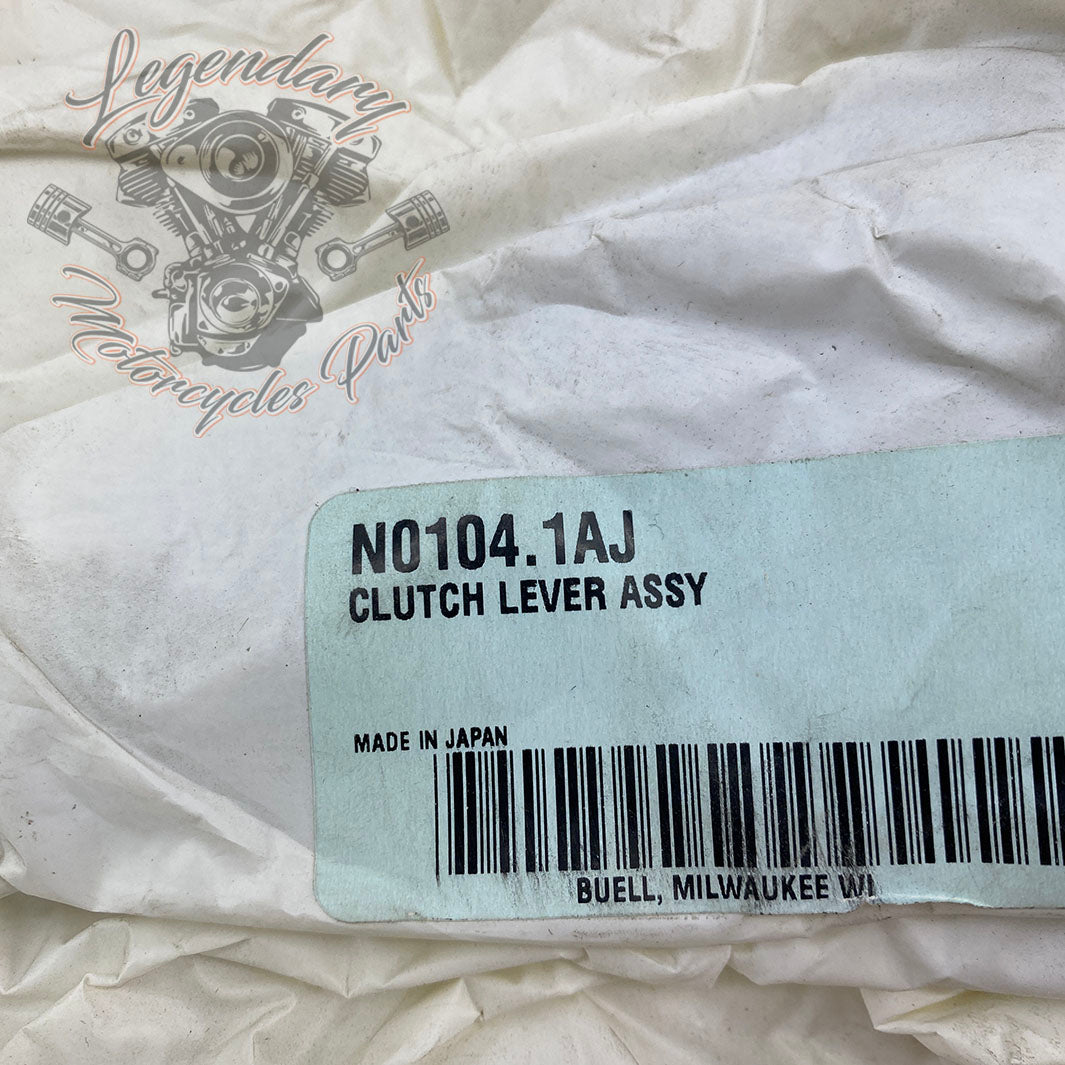 Legendary
Motorcycles Parts
N0104.1AJ
CLUTCH LEVER ASSY
MADE IN JAPAN
BUELL, MILWAUKEE WI